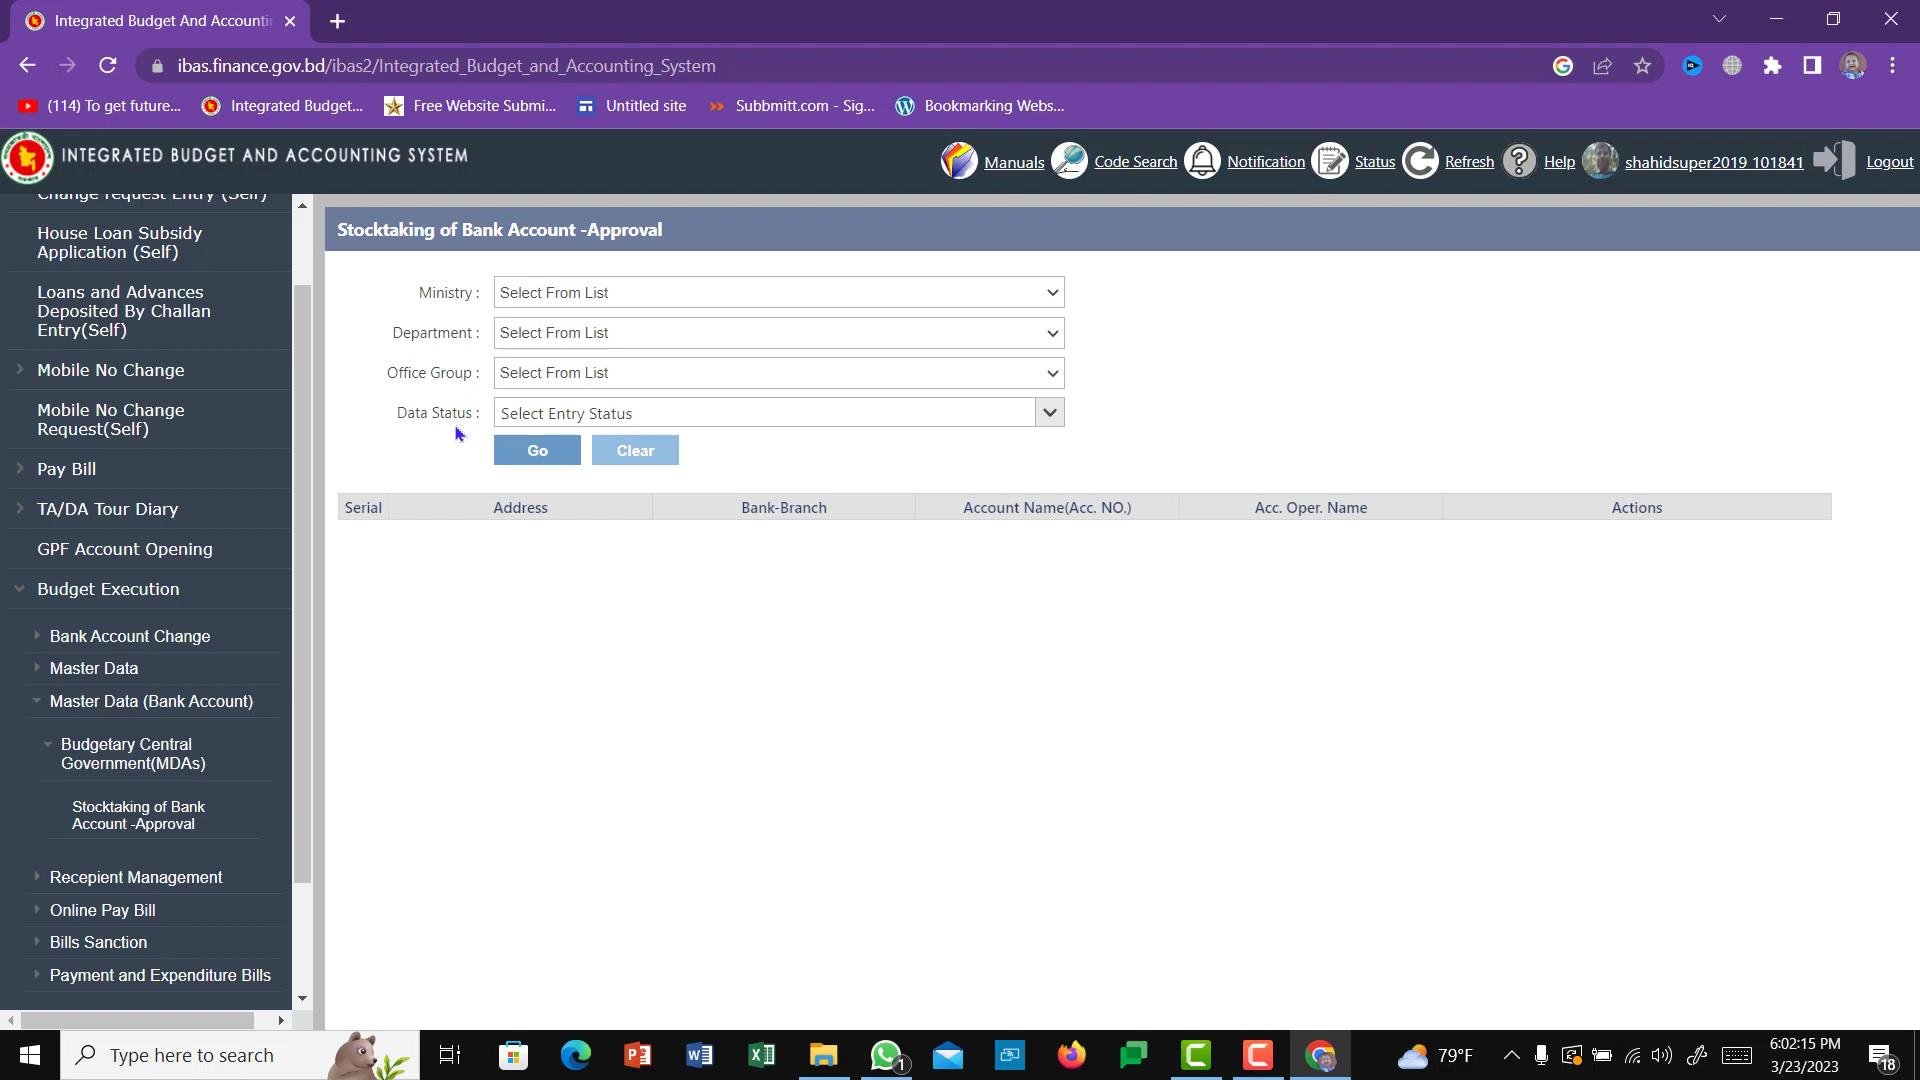 Integrated Budget And Accountin
ibas.finance.gov.bd/ibas2/Integrated_Budget_and_Accounting_System
(114) To get future...
Integrated Budget...
Free Website Submi...
Untitled site
Subbmitt.com - Sig...
Bookmarking Webs...
INTEGRATED BUDGET AND ACCOUNTING SYSTEM
Manuals
Code Search
Notification
Status
Refresh
Help
shahidsuper2019 101841
Logout
Change request Entry (Self)
House Loan Subsidy
Application (Self)
Loans and Advances
Deposited By Challan
Entry(Self)
Mobile No Change
Mobile No Change
Request(Self)
Pay Bill
TA/DA Tour Diary
GPF Account Opening
Budget Execution
Bank Account Change
Master Data
Master Data (Bank Account)
Budgetary Central
Government(MDAs)
Stocktaking of Bank
Account -Approval
Recepient Management
Online Pay Bill
Bills Sanction
Payment and Expenditure Bills
Stocktaking of Bank Account -Approval
Ministry : Select From List
Department : Select From List
Office Group : Select From List
Data Status : Select Entry Status
Go Clear
Serial Address Bank-Branch Account Name(Acc. NO.) Acc. Oper. Name Actions
Type here to search
1
79°F
6:02:15 PM
3/23/2023
18